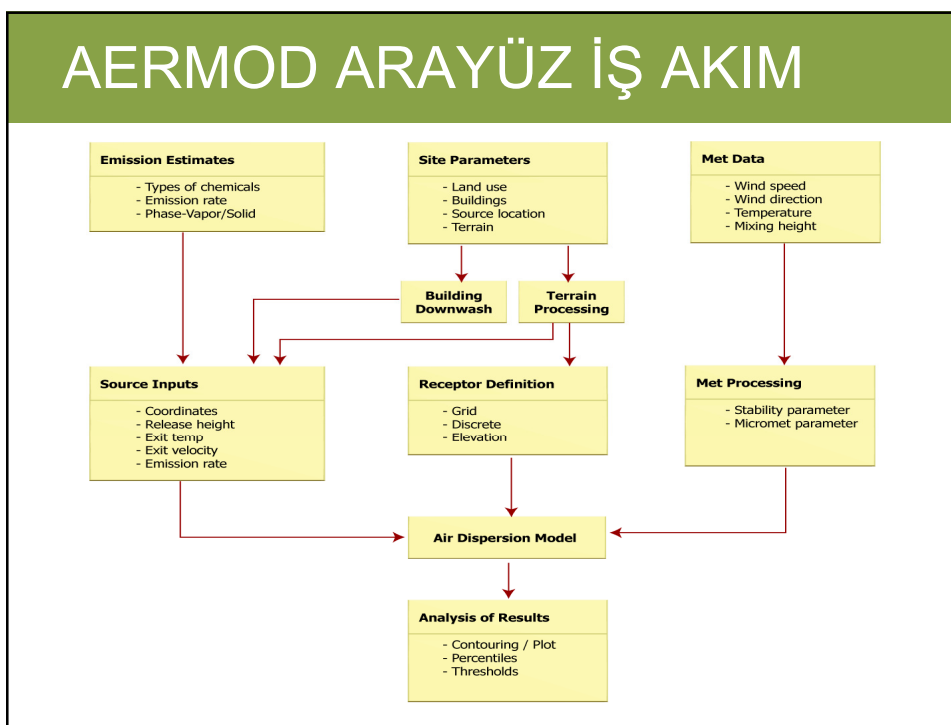 AERMOD ARAYÜZ İŞ AKIM
Emission Estimates
- Types of chemicals
- Emission rate
- Phase-Vapor/Solid
Site Parameters
- Land use
- Buildings
- Source location
- Terrain
Met Data
- Wind speed
- Wind direction
- Temperature
- Mixing height
Building
Downwash
Terrain
Processing
Source Inputs
- Coordinates
- Release height
- Exit temp
- Exit velocity
- Emission rate
Receptor Definition
- Grid
- Discrete
- Elevation
Met Processing
- Stability parameter
- Micromet parameter
Air Dispersion Model
Analysis of Results
- Contouring / Plot
- Percentiles
- Thresholds